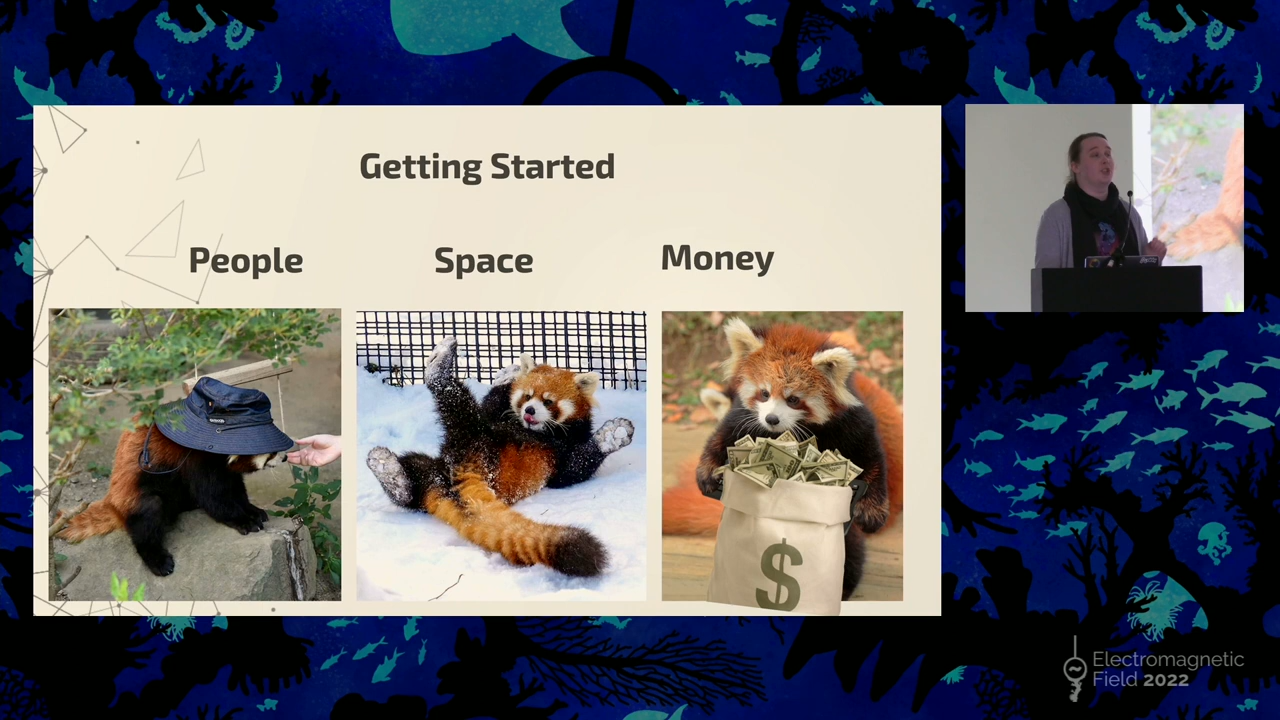 Getting Started
People
Space
Money
$
Electromagnetic
Field 2022